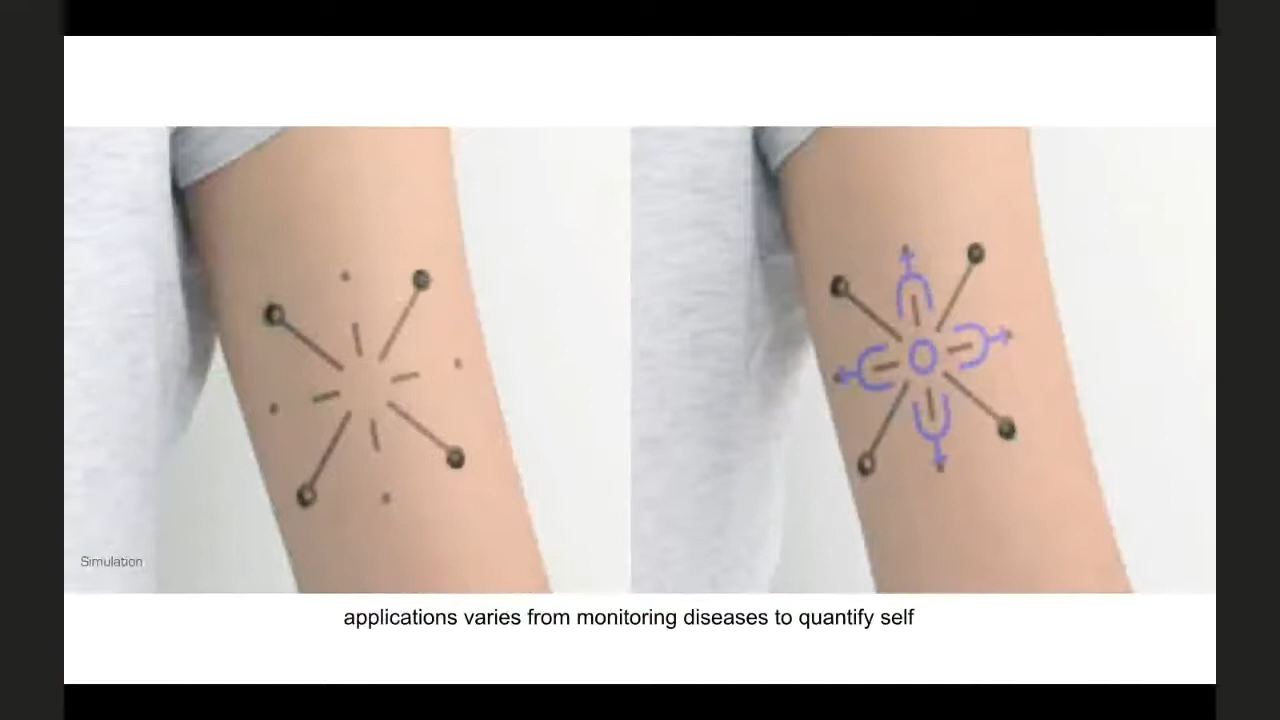 Simulation
applications varies from monitoring diseases to quantify self